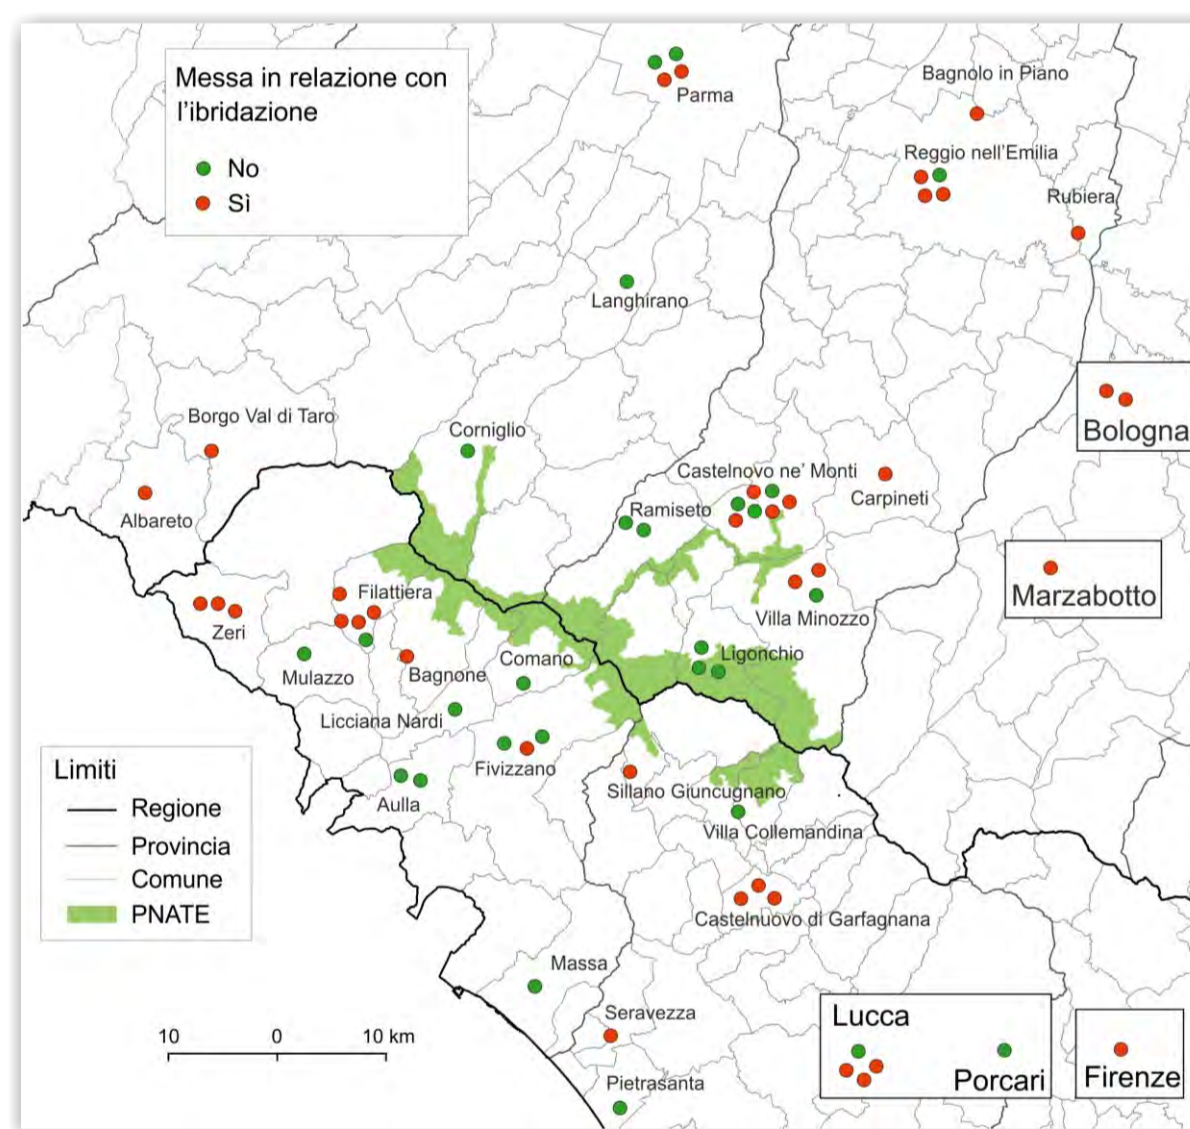 Messa in relazione con
l'ibridazione
No
Sì
Parma
Bagnolo in Piano
Reggio nell'Emilia
Rubiera
Langhirano
Bologna
Borgo Val di Taro
Corniglio
Castelnovo ne' Monti
Carpineti
Albareto
Ramiseto
Marzabotto
Filattiera
Villa Minozzo
Zeri
Comano
Ligonchio
Mulazzo
Bagnone
Licciana Nardi
Fivizzano
Limiti
Regione
Provincia
Comune
PNATE
Aulla
Sillano Giuncugnano
Villa Collemandina
Castelnuovo di Garfagnana
Massa
Seravezza
Lucca
Porcari
Firenze
10 0 10 km
Pietrasanta